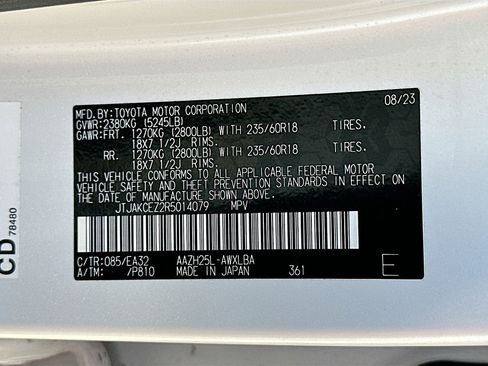 MFD.BY:TOYOTA MOTOR CORPORATION 08/23
GVWR:2380KG (5245LB)
GAWR:FRT. 1270KG (2800LB) WITH 235/60R18 TIRES.
18X7 1/2J RIMS.
RR. 1270KG (2800LB) WITH 235/60R18 TIRES.
18X7 1/2J RIMS.
THIS VEHICLE CONFORMS TO ALL APPLICABLE FEDERAL MOTOR
VEHICLE SAFETY AND THEFT PREVENTION STANDARDS IN EFFECT ON
THE DATE OF MANUFACTURE SHOWN ABOVE.
JTJAKCEZ2R5014079 MPV
C/TR:085/EA32 AAZH25L-AWXLBA
A/TM: /P810 MADE IN JAPAN 361 E
CD 78480